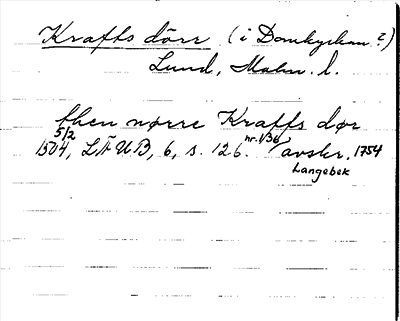 Krafts dörr (i Domkyrkan?)
Lund, Malm. l.
then nørre Kraffs dør
1504 5/2, LÄUB, 6, s. 126. nr. 136 avskr. 1754
Langebek